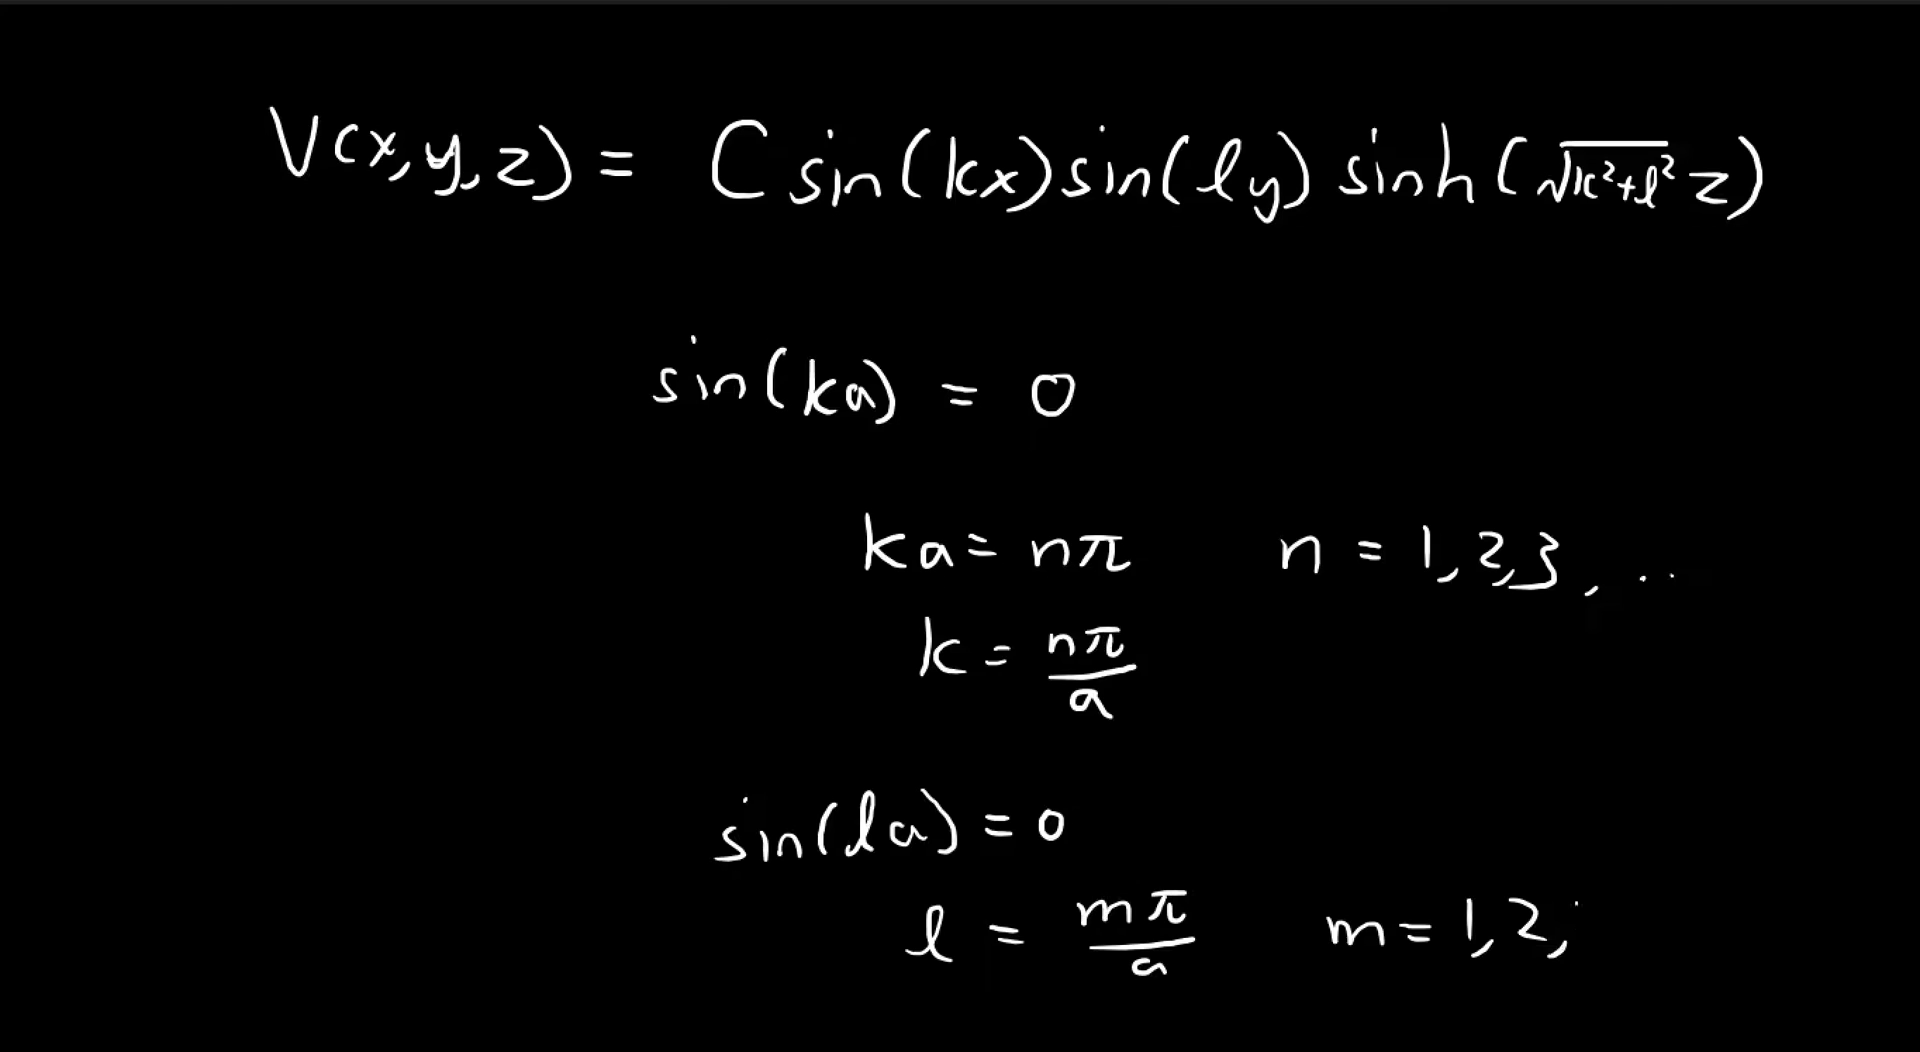 V(x,y,z) = C sin(kx) sin(ly) sinh(√(k²+l²) z)
sin(ka) = 0
ka = nπ n = 1,2,3, ..
k = nπ/a
sin(la) = 0
l = mπ/a m = 1,2,